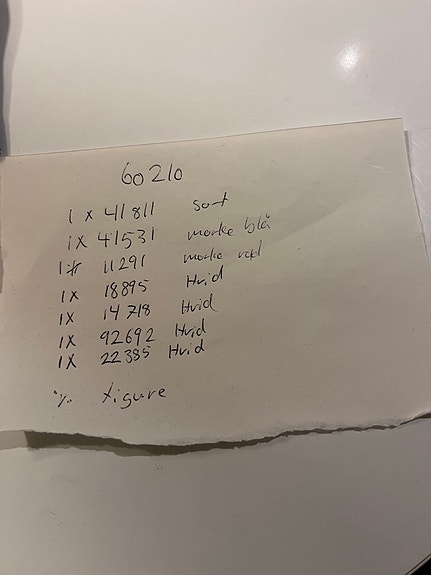 60210
1 x 41811 sort
1x 41531 mørke blå
1x 11291 mørke rød
1x 18895 Hvid
1x 14718 Hvid
1x 92692 Hvid
1x 22385 Hvid
% figure